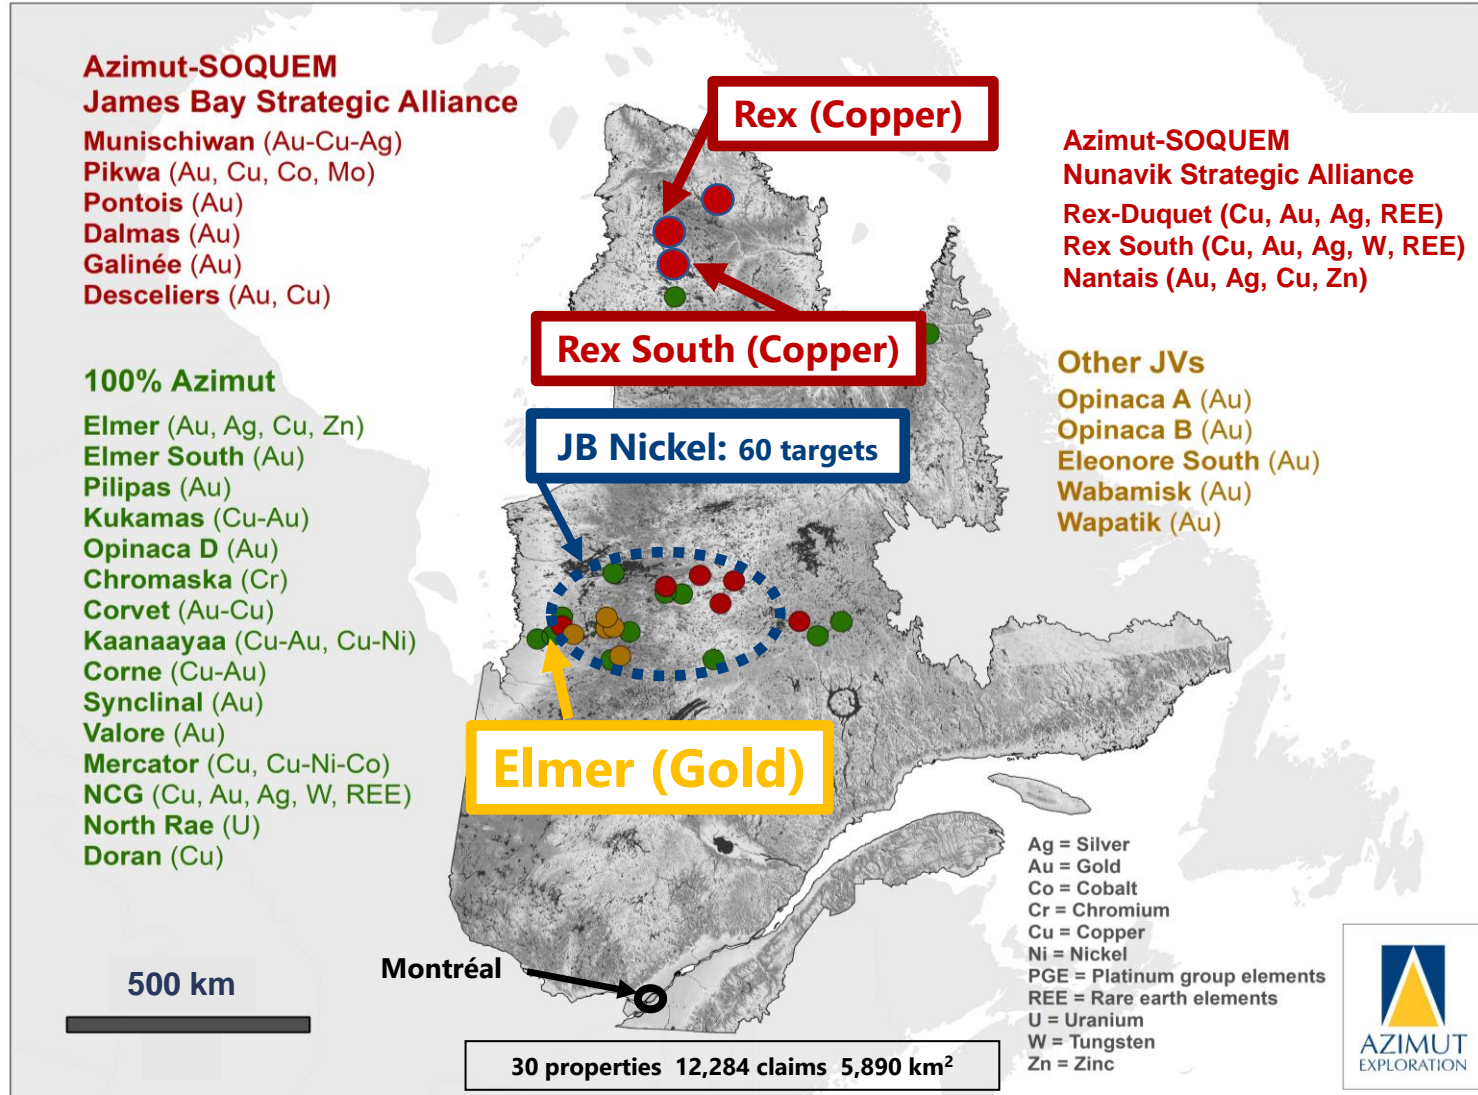 Azimut-SOQUEM
James Bay Strategic Alliance
Munischiwan (Au-Cu-Ag)
Pikwa (Au, Cu, Co, Mo)
Pontois (Au)
Dalmas (Au)
Galinée (Au)
Desceliers (Au, Cu)
100% Azimut
Elmer (Au, Ag, Cu, Zn)
Elmer South (Au)
Pilipas (Au)
Kukamas (Cu-Au)
Opinaca D (Au)
Chromaska (Cr)
Corvet (Au-Cu)
Kaanaayaa (Cu-Au, Cu-Ni)
Corne (Cu-Au)
Synclinal (Au)
Valore (Au)
Mercator (Cu, Cu-Ni-Co)
NCG (Cu, Au, Ag, W, REE)
North Rae (U)
Doran (Cu)
500 km
Rex (Copper)
Rex South (Copper)
JB Nickel: 60 targets
Elmer (Gold)
Montréal
30 properties 12,284 claims 5,890 km²
Azimut-SOQUEM
Nunavik Strategic Alliance
Rex-Duquet (Cu, Au, Ag, REE)
Rex South (Cu, Au, Ag, W, REE)
Nantais (Au, Ag, Cu, Zn)
Other JVs
Opinaca A (Au)
Opinaca B (Au)
Eleonore South (Au)
Wabamisk (Au)
Wapatik (Au)
Ag = Silver
Au = Gold
Co = Cobalt
Cr = Chromium
Cu = Copper
Ni = Nickel
PGE = Platinum group elements
REE = Rare earth elements
U = Uranium
W = Tungsten
Zn = Zinc
AZIMUT
EXPLORATION